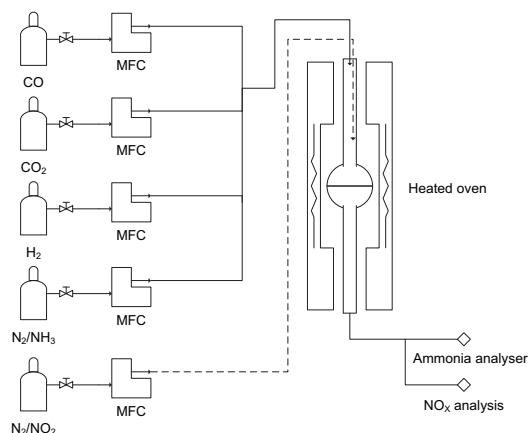 CO
MFC
CO₂
MFC
H₂
MFC
N₂/NH₃
MFC
N₂/NO₂
MFC
Heated oven
Ammonia analyser
NOₓ analysis